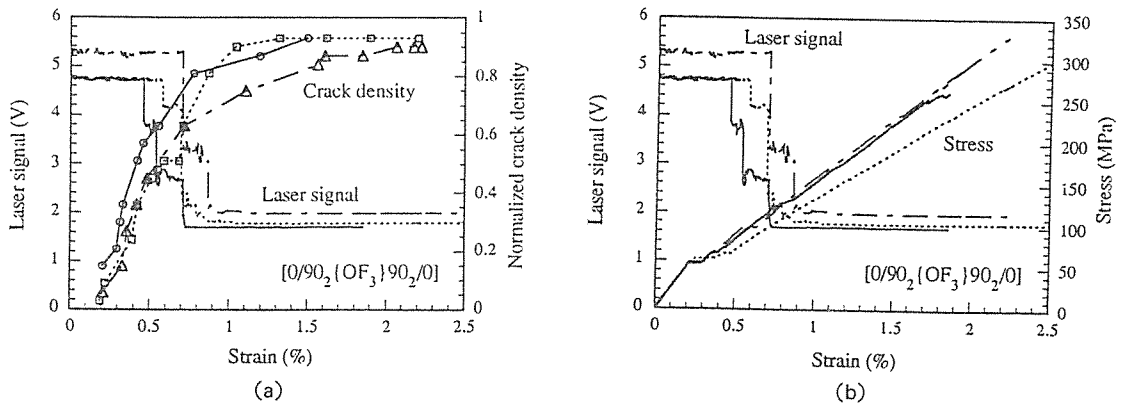 6
5
4
3
2
1
0
Laser signal (V)
1
0.8
0.6
0.4
0.2
0
Normalized crack density
Crack density
Laser signal
[0/90₂{OF₃}90₂/0]
0
0.5
1
1.5
2
2.5
Strain (%)
(a)
6
5
4
3
2
1
0
Laser signal (V)
350
300
250
200
150
100
50
0
Stress (MPa)
Laser signal
Stress
[0/90₂{OF₃}90₂/0]
0
0.5
1
1.5
2
2.5
Strain (%)
(b)